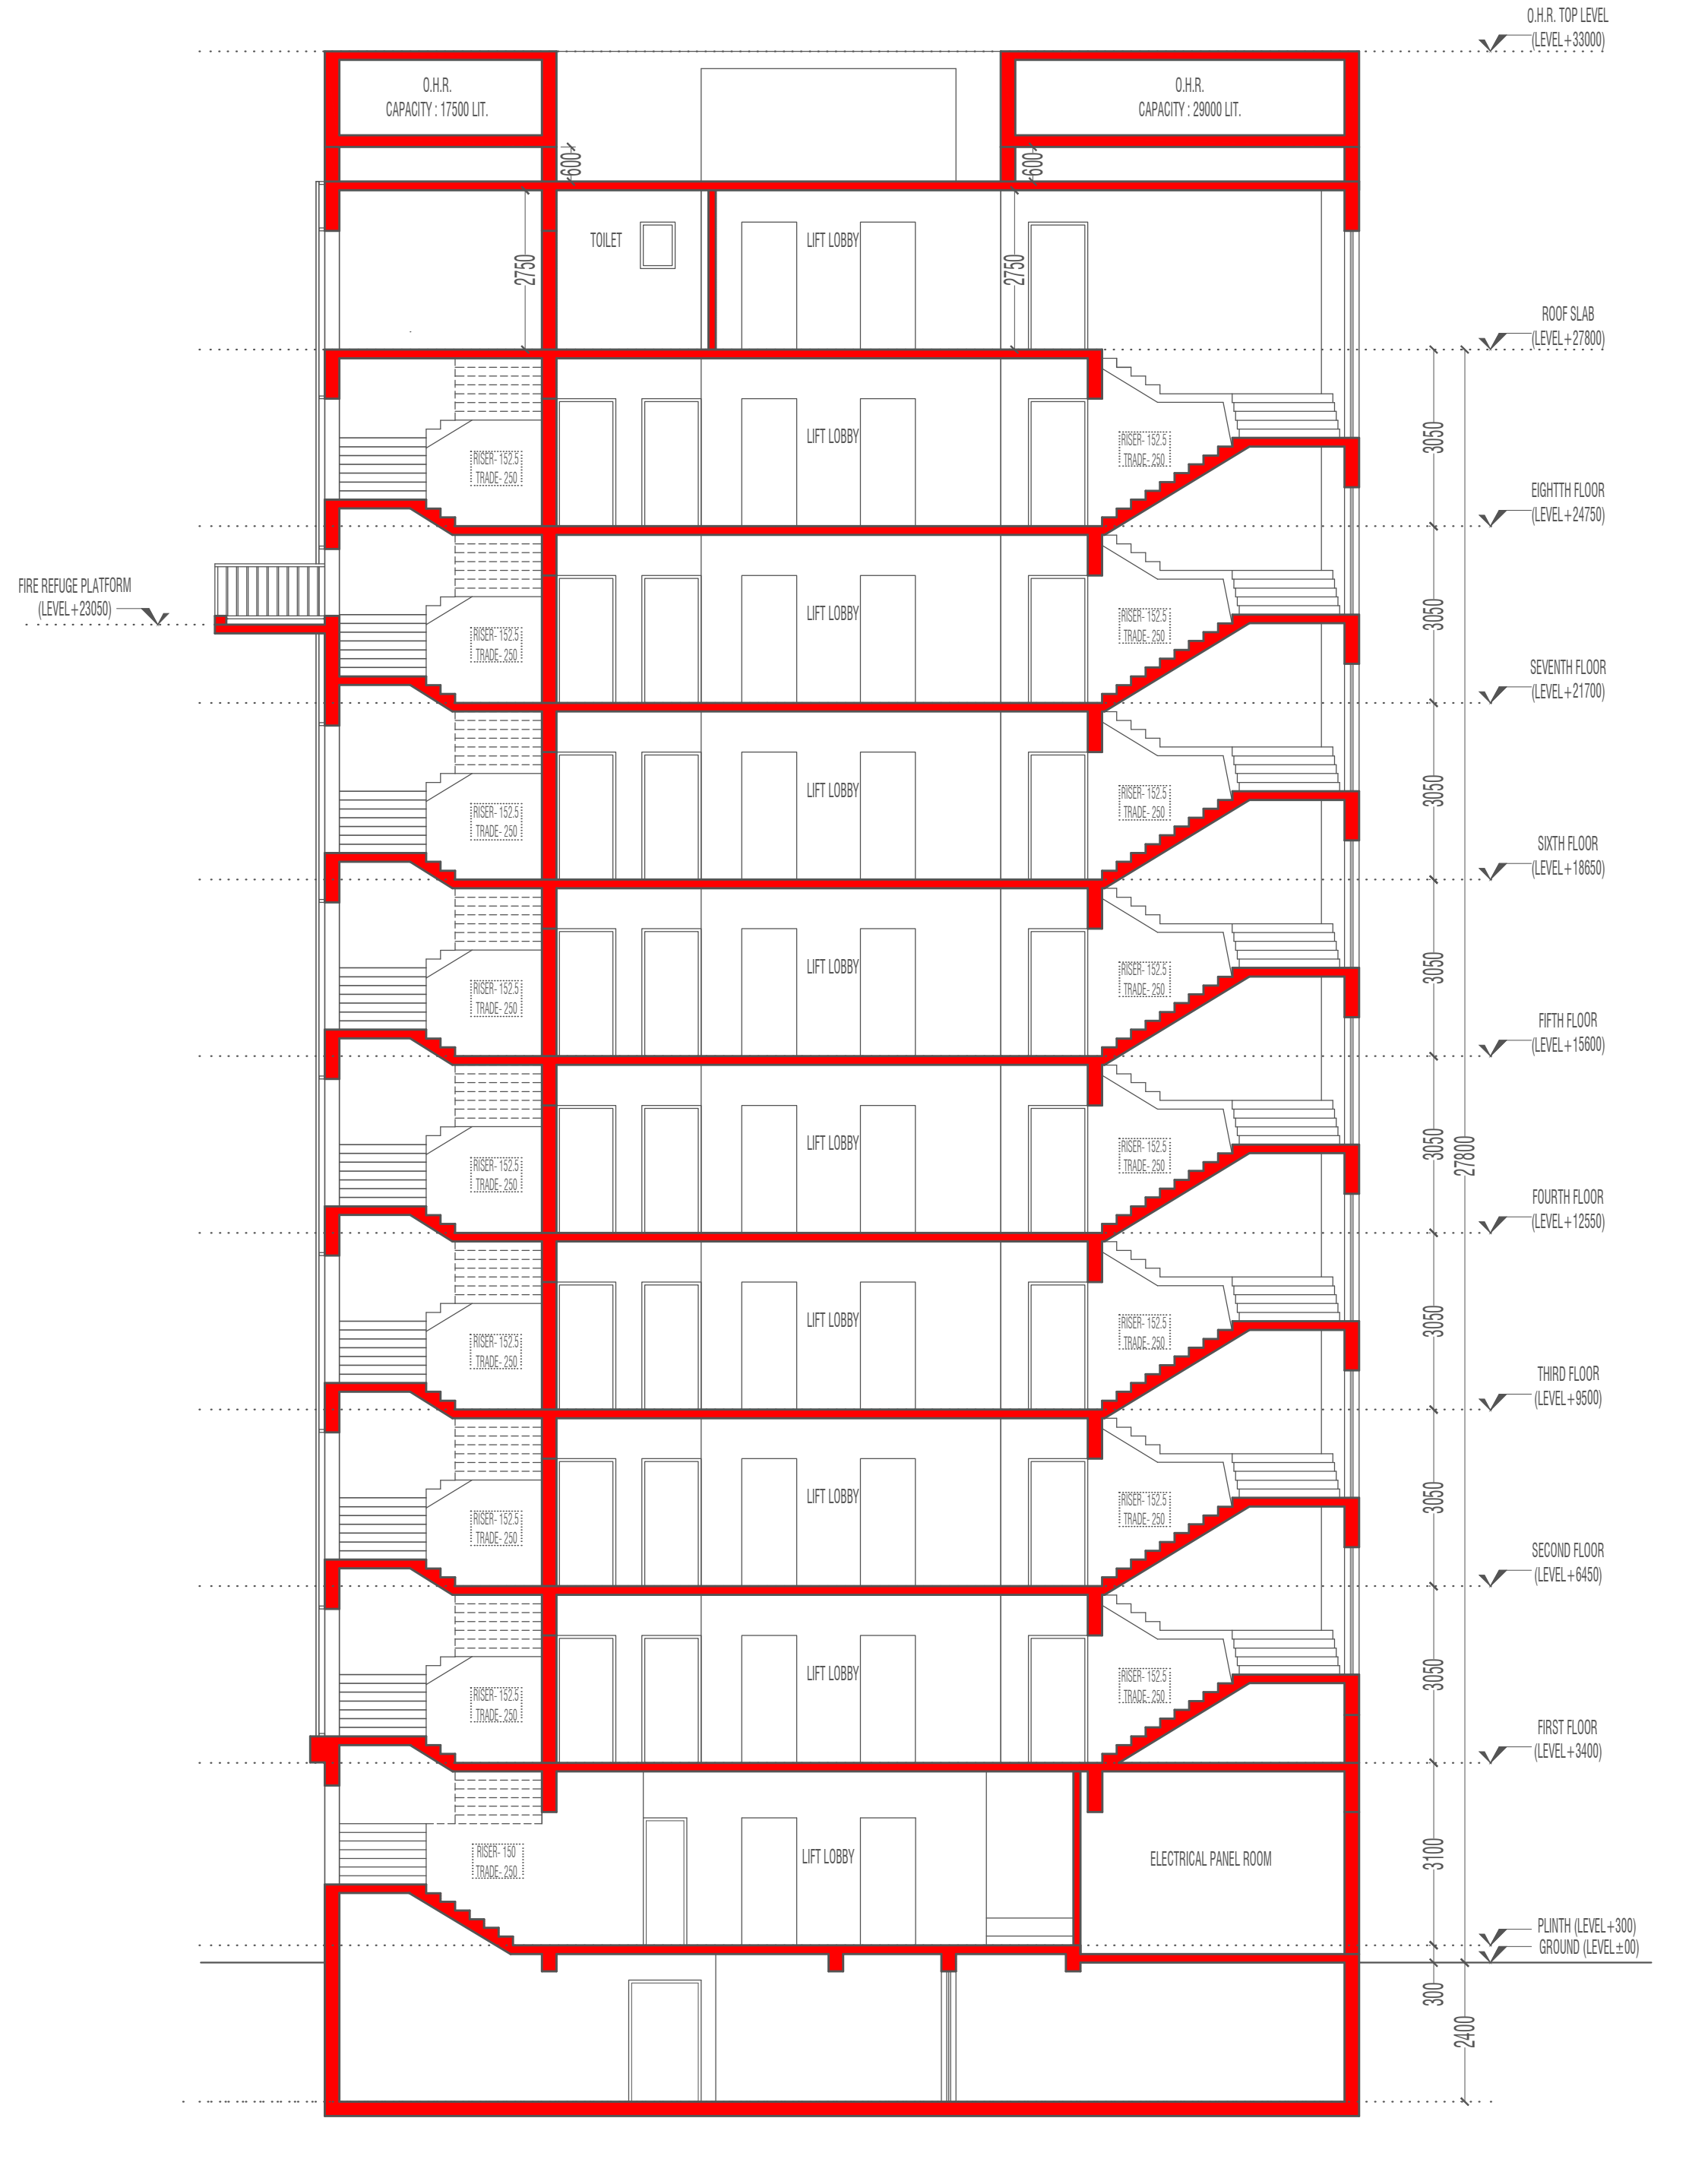 O.H.R. TOP LEVEL
(LEVEL+33000)
O.H.R.
CAPACITY : 17500 LIT.
O.H.R.
CAPACITY : 29000 LIT.
600
600
TOILET
LIFT LOBBY
2750
2750
ROOF SLAB
(LEVEL+27800)
LIFT LOBBY
RISER- 152.5
TRADE- 250
RISER- 152.5
TRADE- 250
3050
EIGHTTH FLOOR
(LEVEL+24750)
FIRE REFUGE PLATFORM
(LEVEL+23050)
LIFT LOBBY
RISER- 152.5
TRADE- 250
RISER- 152.5
TRADE- 250
3050
SEVENTH FLOOR
(LEVEL+21700)
LIFT LOBBY
RISER- 152.5
TRADE- 250
RISER- 152.5
TRADE- 250
3050
SIXTH FLOOR
(LEVEL+18650)
LIFT LOBBY
RISER- 152.5
TRADE- 250
RISER- 152.5
TRADE- 250
3050
FIFTH FLOOR
(LEVEL+15600)
LIFT LOBBY
RISER- 152.5
TRADE- 250
RISER- 152.5
TRADE- 250
3050
27800
FOURTH FLOOR
(LEVEL+12550)
LIFT LOBBY
RISER- 152.5
TRADE- 250
RISER- 152.5
TRADE- 250
3050
THIRD FLOOR
(LEVEL+9500)
LIFT LOBBY
RISER- 152.5
TRADE- 250
RISER- 152.5
TRADE- 250
3050
SECOND FLOOR
(LEVEL+6450)
LIFT LOBBY
RISER- 152.5
TRADE- 250
RISER- 152.5
TRADE- 250
3050
FIRST FLOOR
(LEVEL+3400)
RISER- 150
TRADE- 250
LIFT LOBBY
ELECTRICAL PANEL ROOM
3100
PLINTH (LEVEL+300)
GROUND (LEVEL±00)
300
2400